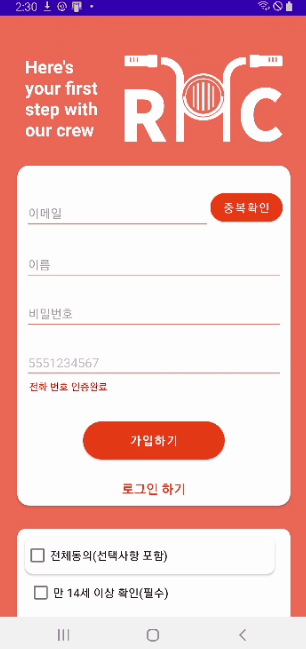 2:30
Here's
your first
step with
our crew
RHC
이메일
중복확인
이름
비밀번호
5551234567
전화 번호 인증완료
가입하기
로그인 하기
전체동의(선택사항 포함)
만 14세 이상 확인(필수)